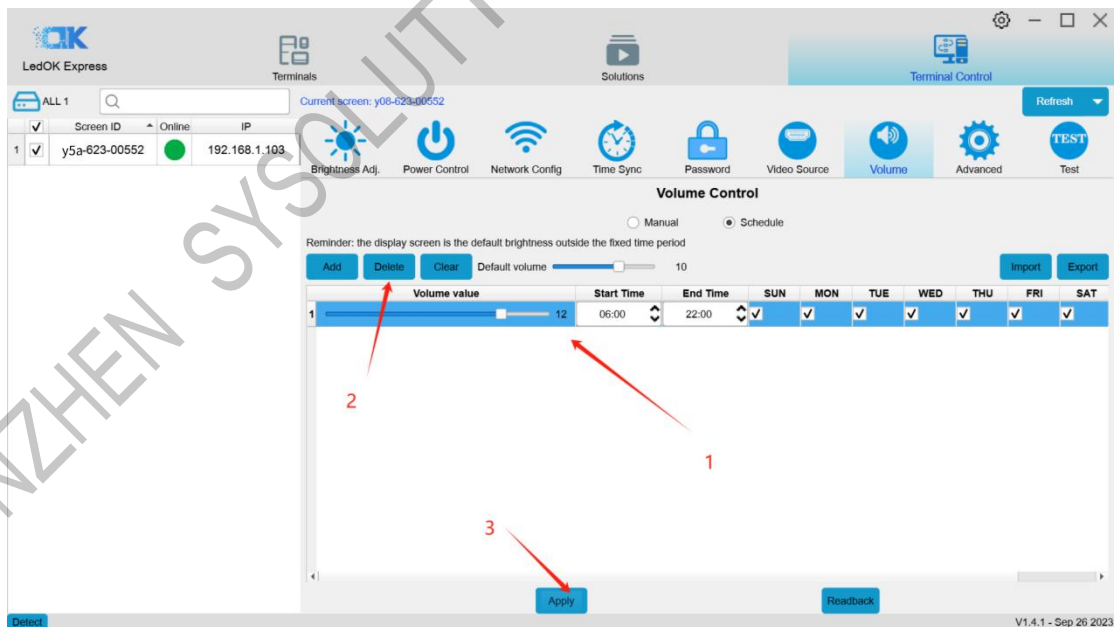 LedOK Express
Terminals
Solutions
Terminal Control
ALL 1
Current screen: y08-623-00552
Refresh
Screen ID Online IP
1 y5a-623-00552 192.168.1.103
Brightness Adj. Power Control Network Config Time Sync Password Video Source Volume Advanced Test
TEST
Volume Control
Manual Schedule
Reminder: the display screen is the default brightness outside the fixed time period
Add Delete Clear Default volume 10 Import Export
Volume value Start Time End Time SUN MON TUE WED THU FRI SAT
1 12 06:00 22:00
2
1
3
Apply Readback
Detect V1.4.1 - Sep 26 2023
NZHEN SYSOLUT